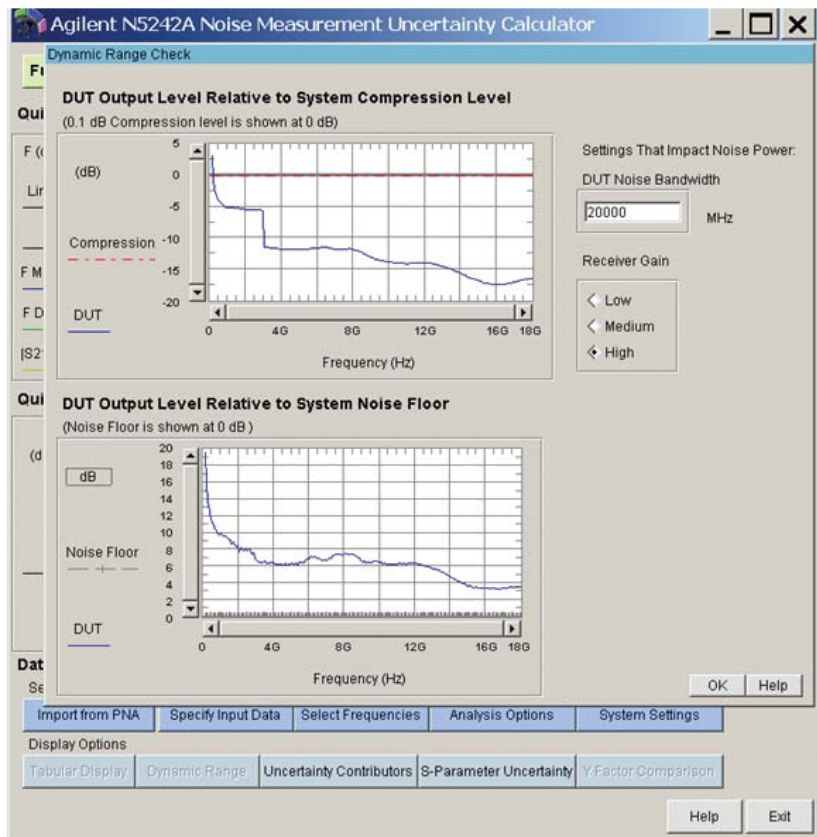 Agilent N5242A Noise Measurement Uncertainty Calculator
Dynamic Range Check
DUT Output Level Relative to System Compression Level
(0.1 dB Compression level is shown at 0 dB)
(dB)
Compression
DUT
5
0
-5
-10
-15
-20
0 4G 8G 12G 16G 18G
Frequency (Hz)
Settings That Impact Noise Power:
DUT Noise Bandwidth
20000 MHz
Receiver Gain
Low
Medium
High
DUT Output Level Relative to System Noise Floor
(Noise Floor is shown at 0 dB )
dB
Noise Floor
DUT
20
18
16
14
12
10
8
6
4
2
0
0 4G 8G 12G 16G 18G
Frequency (Hz)
OK Help
Qui
F (
Lir
F M
F D
|S2
Qui
(d
Dat
Se
Import from PNA Specify Input Data Select Frequencies Analysis Options System Settings
Display Options
Tabular Display Dynamic Range Uncertainty Contributors S-Parameter Uncertainty Y-Factor Comparison
Help Exit